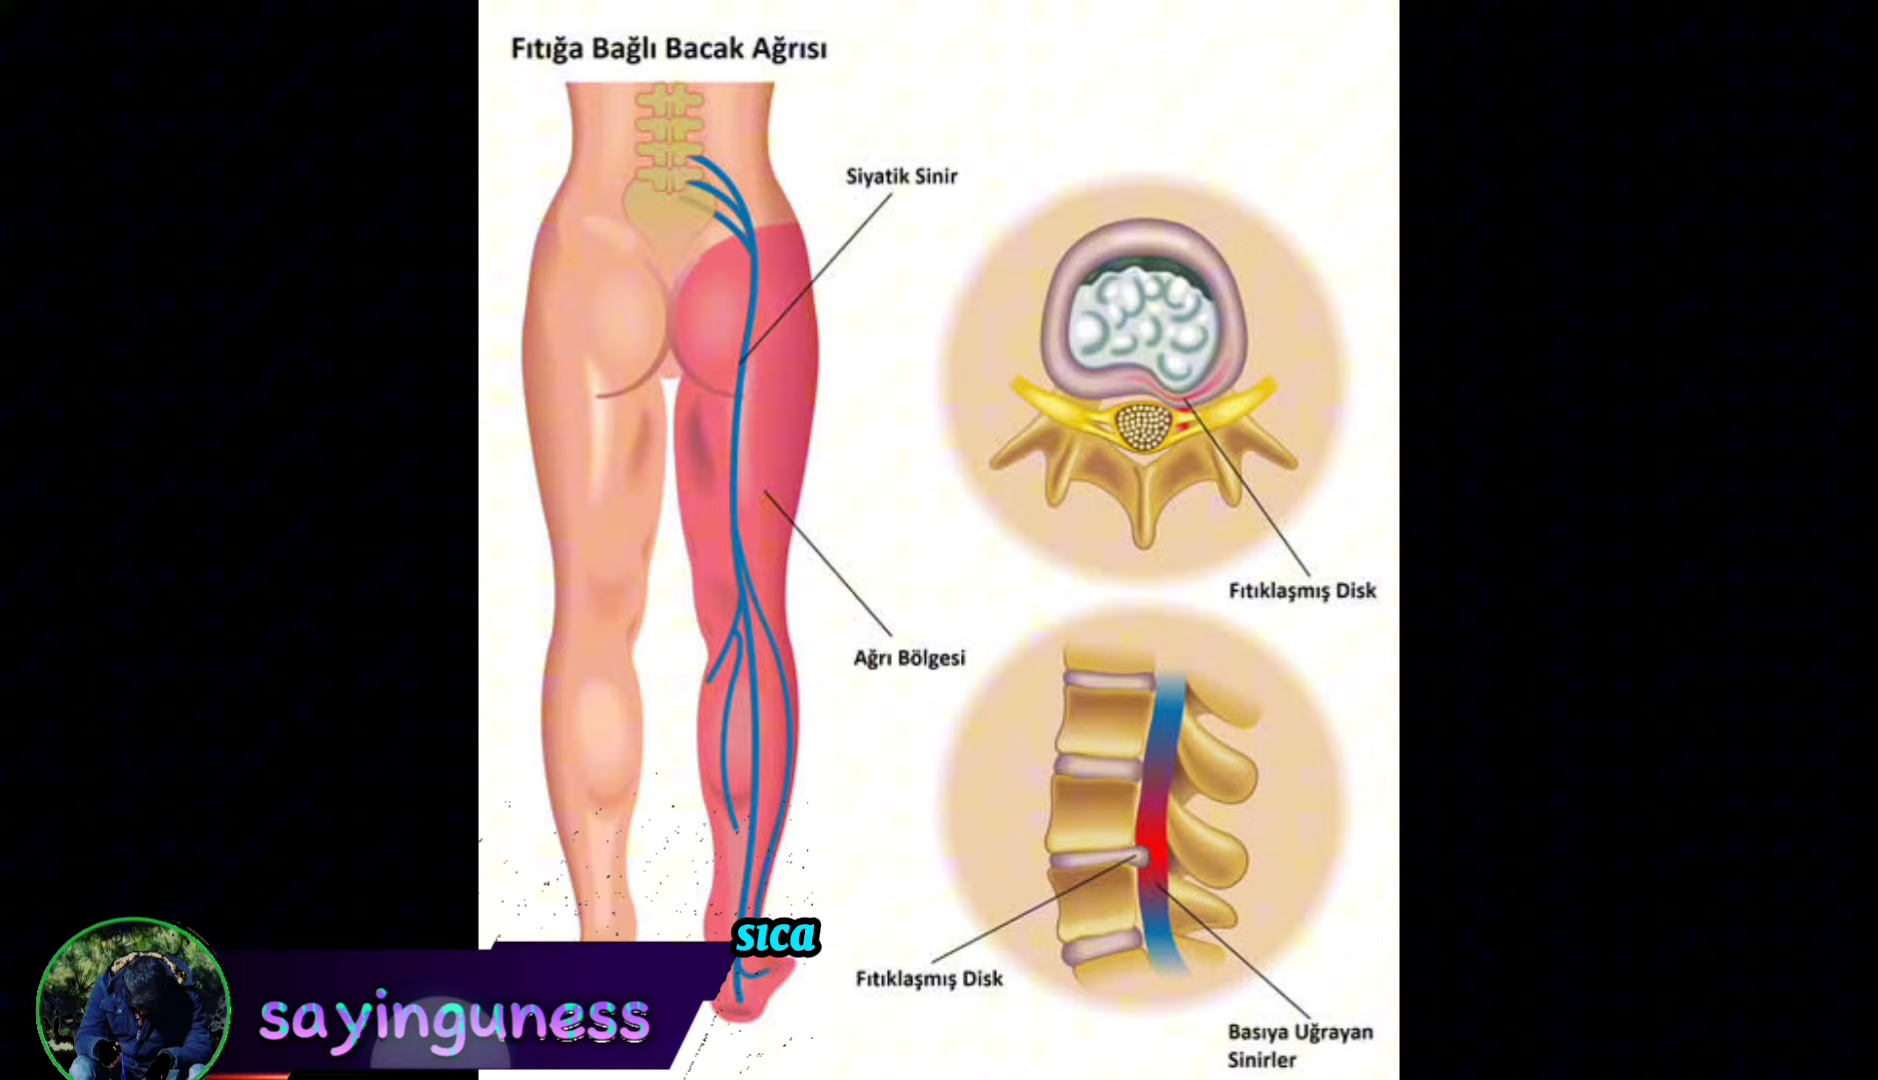 Fıtığa Bağlı Bacak Ağrısı
Siyatik Sinir
Fıtıklaşmış Disk
Ağrı Bölgesi
sıca
Fıtıklaşmış Disk
sayinguness
Basıya Uğrayan
Sinirler